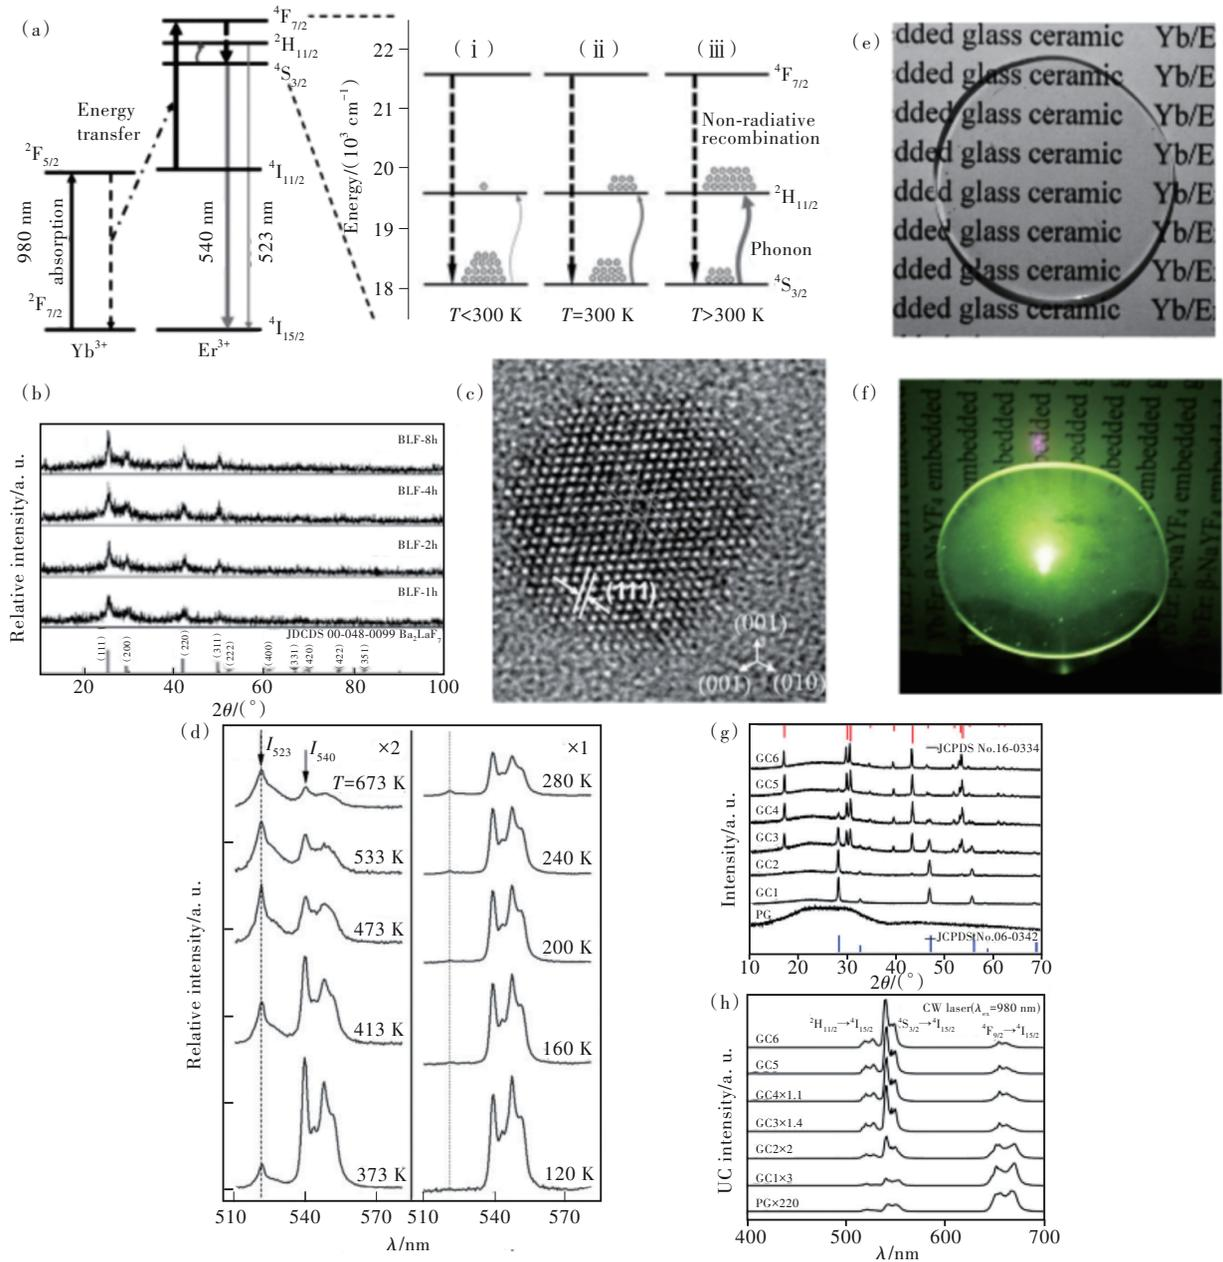 (a)
⁴F₇/₂
²H₁₁/₂
⁴S₃/₂
Energy
transfer
²F₅/₂
⁴I₁₁/₂
980 nm
absorption
540 nm
523 nm
²F₇/₂
⁴I₁₅/₂
Yb³⁺
Er³⁺
Energy/(10³ cm⁻¹)
22
21
20
19
18
(i)
(ii)
(iii)
⁴F₇/₂
Non-radiative
recombination
²H₁₁/₂
Phonon
⁴S₃/₂
T<300 K
T=300 K
T>300 K
(e)
dded glass ceramic Yb/E
dded glass ceramic Yb/E
dded glass ceramic Yb/E
dded glass ceramic Yb/E
dded glass ceramic Yb/E
dded glass ceramic Yb/E
dded glass ceramic Yb/E
dded glass ceramic Yb/E
(b)
Relative intensity/a. u.
BLF-8h
BLF-4h
BLF-2h
BLF-1h
JDCDS 00-048-0099 Ba₂LaF₇
(111)
(200)
(220)
(311)
(222)
(400)
(331)
(420)
(422)
(351)
20 40 60 80 100
2θ/(°)
(c)
(111)
(001)
(001)
(010)
(f)
embedded
F₄ embedded
YF₄ embedded
(d)
Relative intensity/a. u.
I₅₂₃
I₅₄₀
×2
T=673 K
533 K
473 K
413 K
373 K
×1
280 K
240 K
200 K
160 K
120 K
510 540 570 510 540 570
λ/nm
(g)
Intensity/a. u.
JCPDS No.16-0334
GC6
GC5
GC4
GC3
GC2
GC1
PG
JCPDS No.06-0342
10 20 30 40 50 60 70
2θ/(°)
(h)
UC intensity/a. u.
CW laser(λₑₓ=980 nm)
²H₁₁/₂→⁴I₁₅/₂
⁴S₃/₂→⁴I₁₅/₂
⁴F₉/₂→⁴I₁₅/₂
GC6
GC5
GC4×1.1
GC3×1.4
GC2×2
GC1×3
PG×220
400 500 600 700
λ/nm